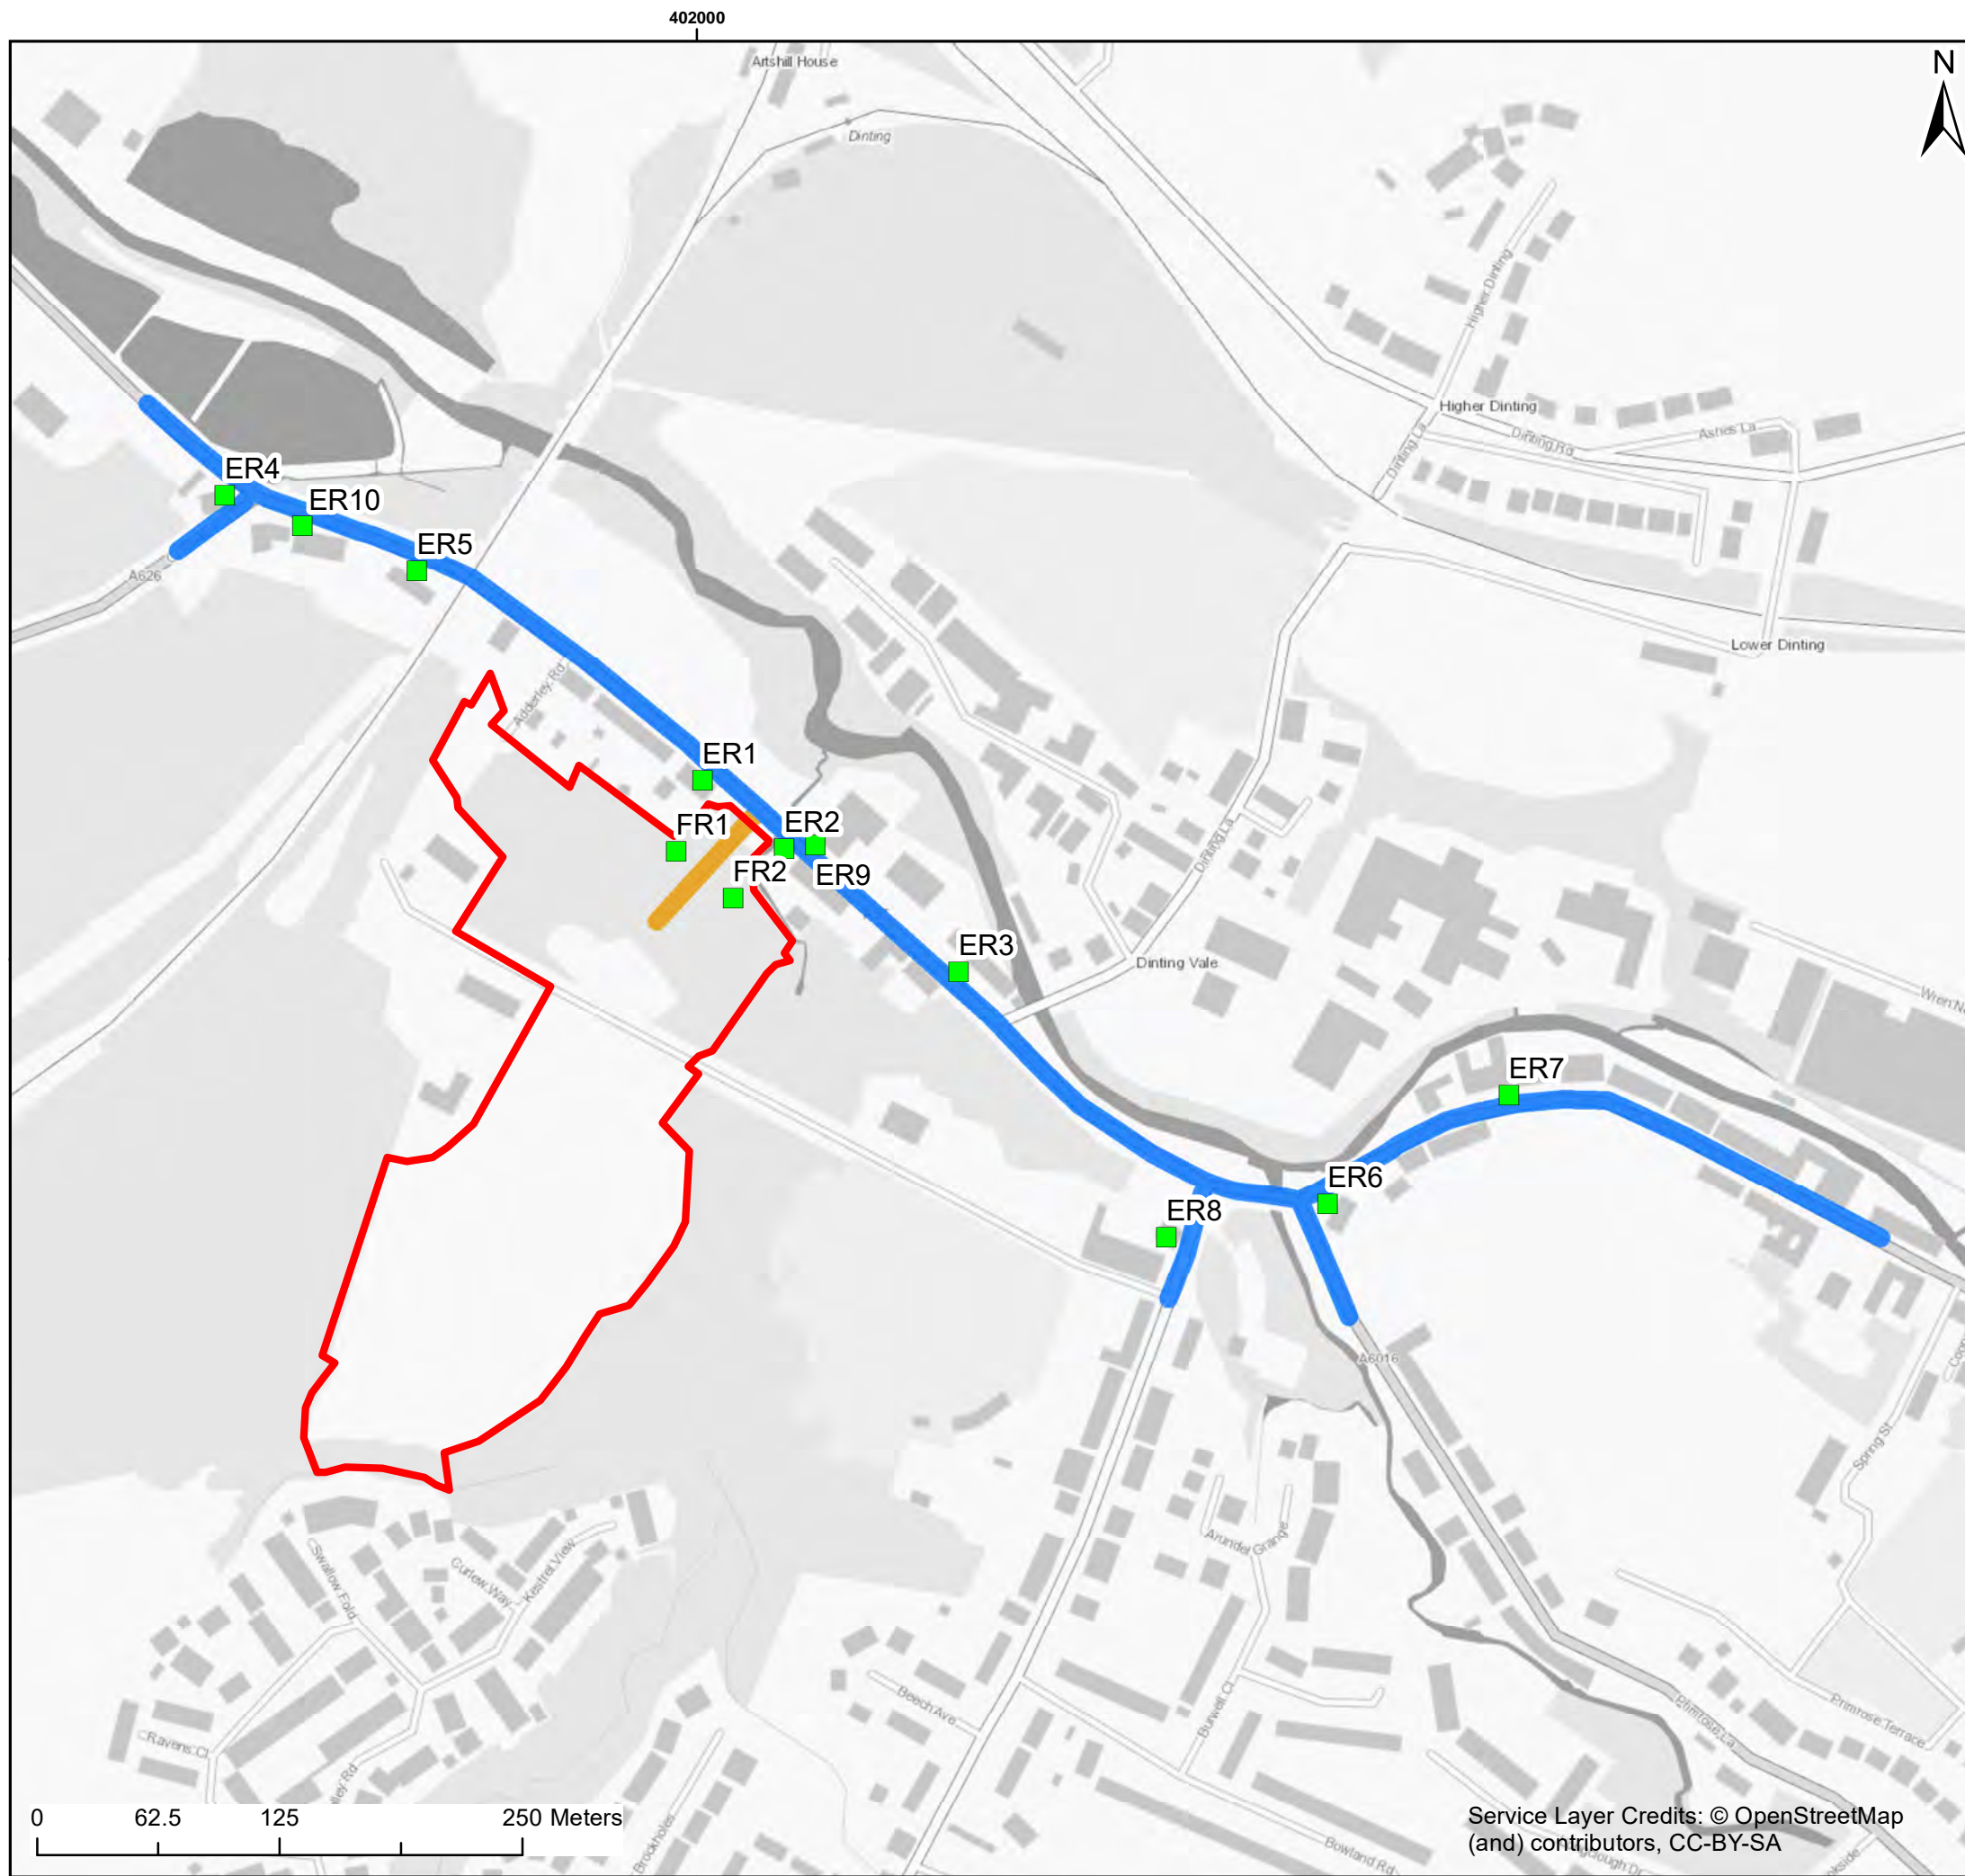 402000
N
Artshill House
Dinting
Higher Dinting
Higher Dinting
Dinting Rd
Ashes La
Dinting La
ER4
ER10
ER5
A626
Lower Dinting
Adderley Rd
ER1
FR1
ER2
FR2
ER9
Dinting La
ER3
Dinting Vale
ER7
ER6
ER8
A6016
Spring St
Arundel Grange
Swallow Fold
Curlew Way
Kestrel View
Beech Ave
Burwell Cl
Primrose La
Primrose Terrace
Ravens Cl
Brookholes
Bowland Rd
0 62.5 125 250 Meters
Service Layer Credits: © OpenStreetMap
(and) contributors, CC-BY-SA